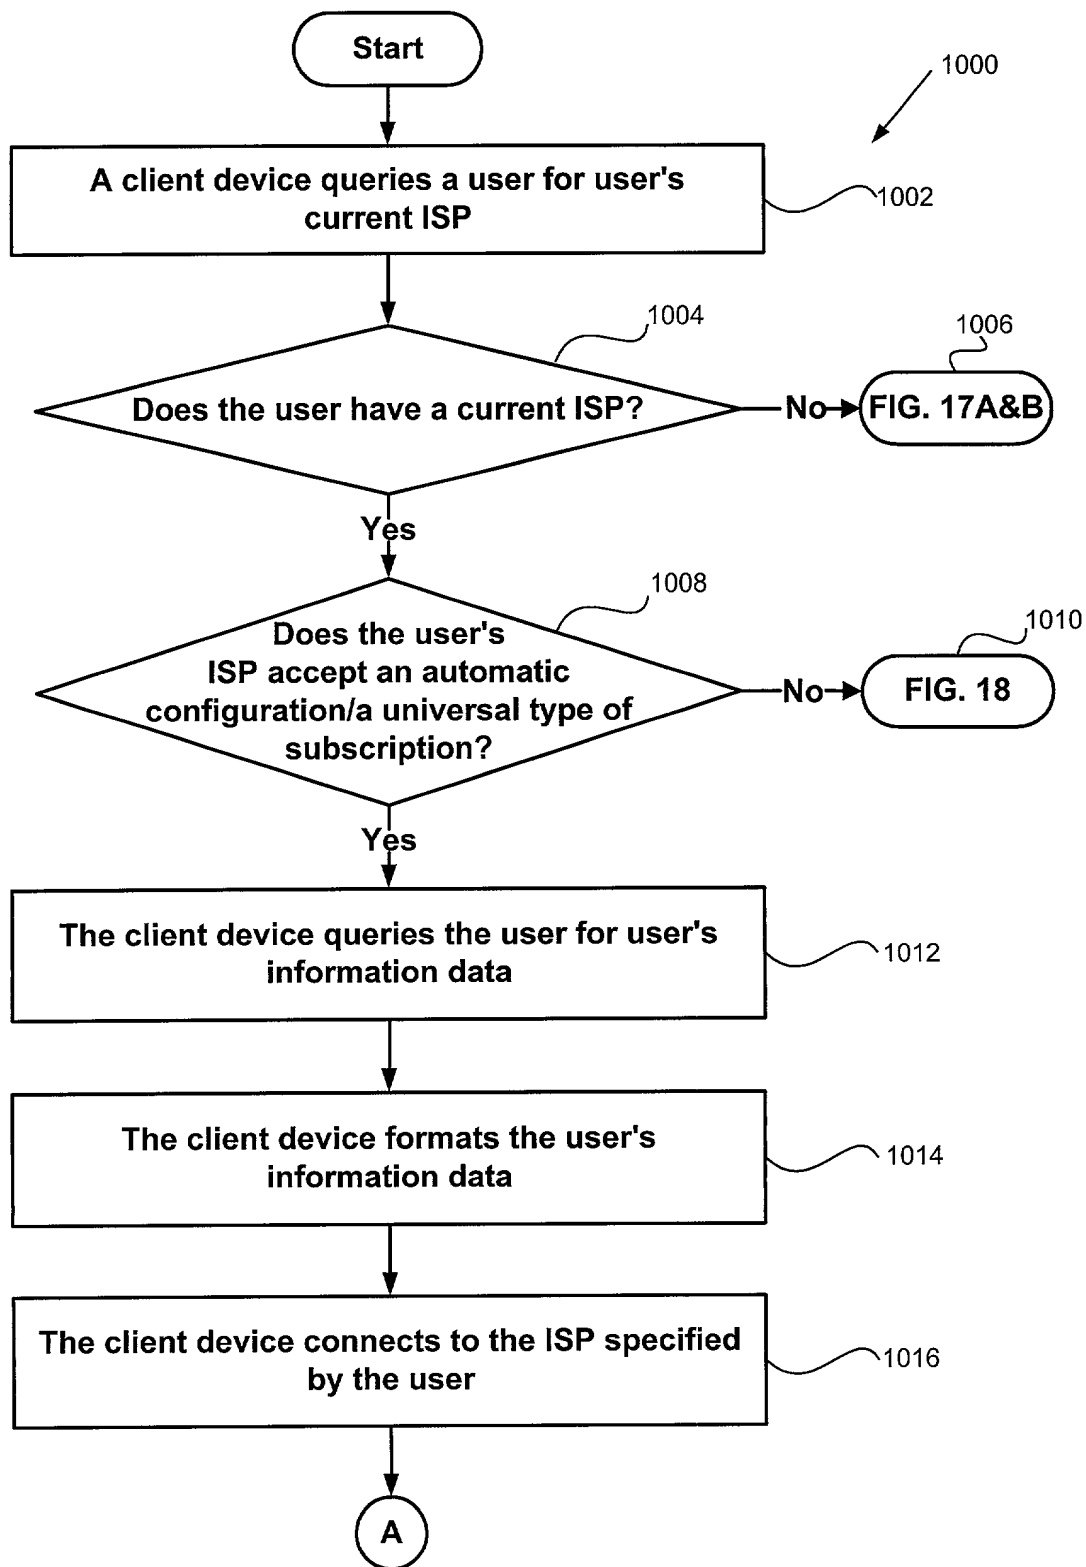 Start
1000
A client device queries a user for user's
current ISP
1002
1004
Does the user have a current ISP?
No
1006
FIG. 17A&B
Yes
1008
Does the user's
ISP accept an automatic
configuration/a universal type of
subscription?
No
1010
FIG. 18
Yes
The client device queries the user for user's
information data
1012
The client device formats the user's
information data
1014
The client device connects to the ISP specified
by the user
1016
A